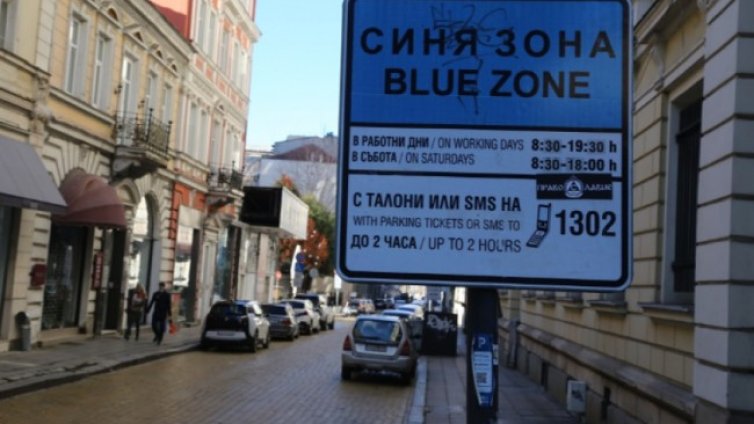 СИНЯ ЗОНА
BLUE ZONE
В РАБОТНИ ДНИ / ON WORKING DAYS 8:30-19:30 h
В СЪБОТА / ON SATURDAYS 8:30-18:00 h
С ТАЛОНИ ИЛИ SMS НА
WITH PARKING TICKETS OR SMS TO
1302
ДО 2 ЧАСА / UP TO 2 HOURS
P